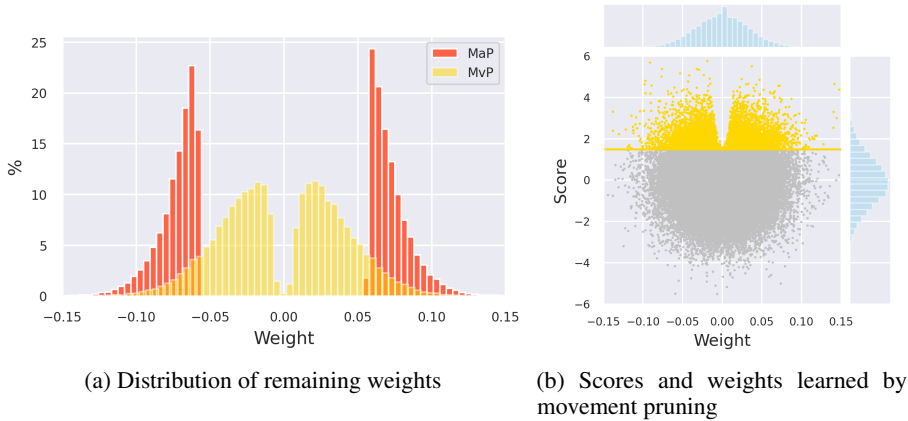 25
20
15
10
5
0
%
−0.15 −0.10 −0.05 0.00 0.05 0.10 0.15
Weight
MaP
MvP
(a) Distribution of remaining weights
6
4
2
0
−2
−4
−6
Score
−0.15 −0.10 −0.05 0.00 0.05 0.10 0.15
Weight
(b) Scores and weights learned by
movement pruning